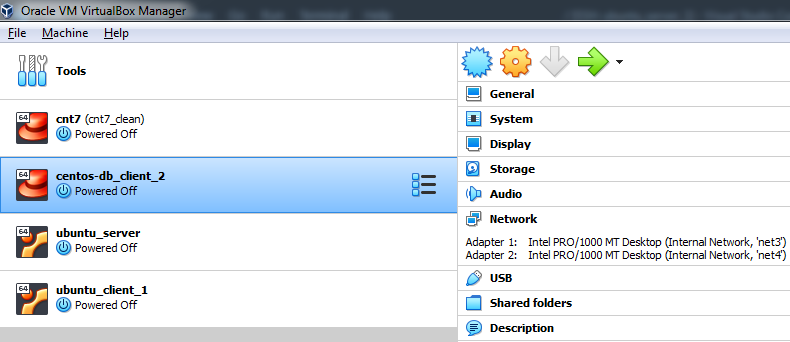 Oracle VM VirtualBox Manager
File Machine Help
Tools
64
cnt7 (cnt7_clean)
Powered Off
64
centos-db_client_2
Powered Off
64
ubuntu_server
Powered Off
64
ubuntu_client_1
Powered Off
General
System
Display
Storage
Audio
Network
Adapter 1: Intel PRO/1000 MT Desktop (Internal Network, 'net3')
Adapter 2: Intel PRO/1000 MT Desktop (Internal Network, 'net4')
USB
Shared folders
Description